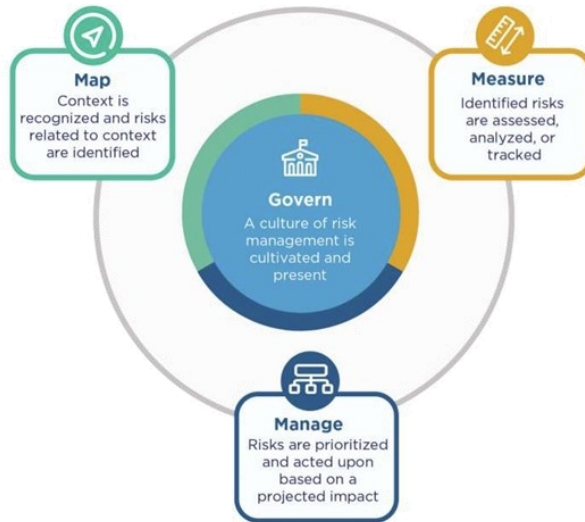 Map
Context is
recognized and risks
related to context
are identified
Measure
Identified risks
are assessed,
analyzed, or
tracked
Govern
A culture of risk
management is
cultivated and
present
Manage
Risks are prioritized
and acted upon
based on a
projected impact